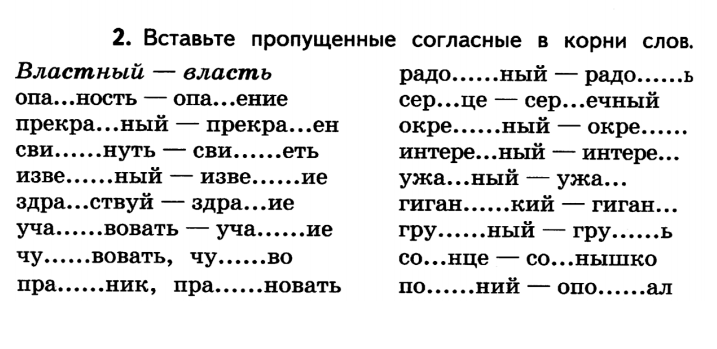 2. Вставьте пропущенные согласные в корни слов.
Властный — власть
опа...ность — опа...ение
прекра...ный — прекра...ен
сви......нуть — сви......еть
изве......ный — изве......ие
здра...ствуй — здра...ие
уча......вовать — уча......ие
чу......вовать, чу......во
пра......ник, пра......новать
радо......ный — радо......ь
сер...це — сер...ечный
окре......ный — окре......
интере...ный — интере...
ужа...ный — ужа...
гиган......кий — гиган...
гру......ный — гру......ь
со...нце — со...нышко
по......ний — опо......ал